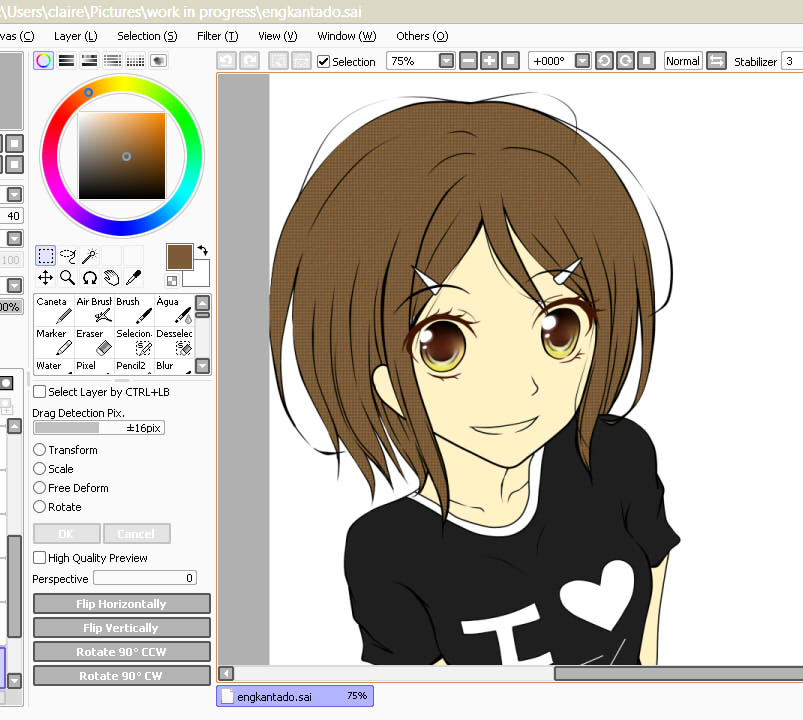 \Users\claire\Pictures\work in progress\engkantado.sai
vas (C) Layer (L) Selection (S) Filter (T) View (V) Window (W) Others (O)
Selection 75% +000° Normal Stabilizer 3
40
100
00%
Caneta Air Brush Brush Agua
Marker Eraser Selecion Desselec
Water Pixel Pencil2 Blur
Select Layer by CTRL+LB
Drag Detection Pix.
±16pix
Transform
Scale
Free Deform
Rotate
OK Cancel
High Quality Preview
Perspective 0
Flip Horizontally
Flip Vertically
Rotate 90° CCW
Rotate 90° CW
I
engkantado.sai 75%